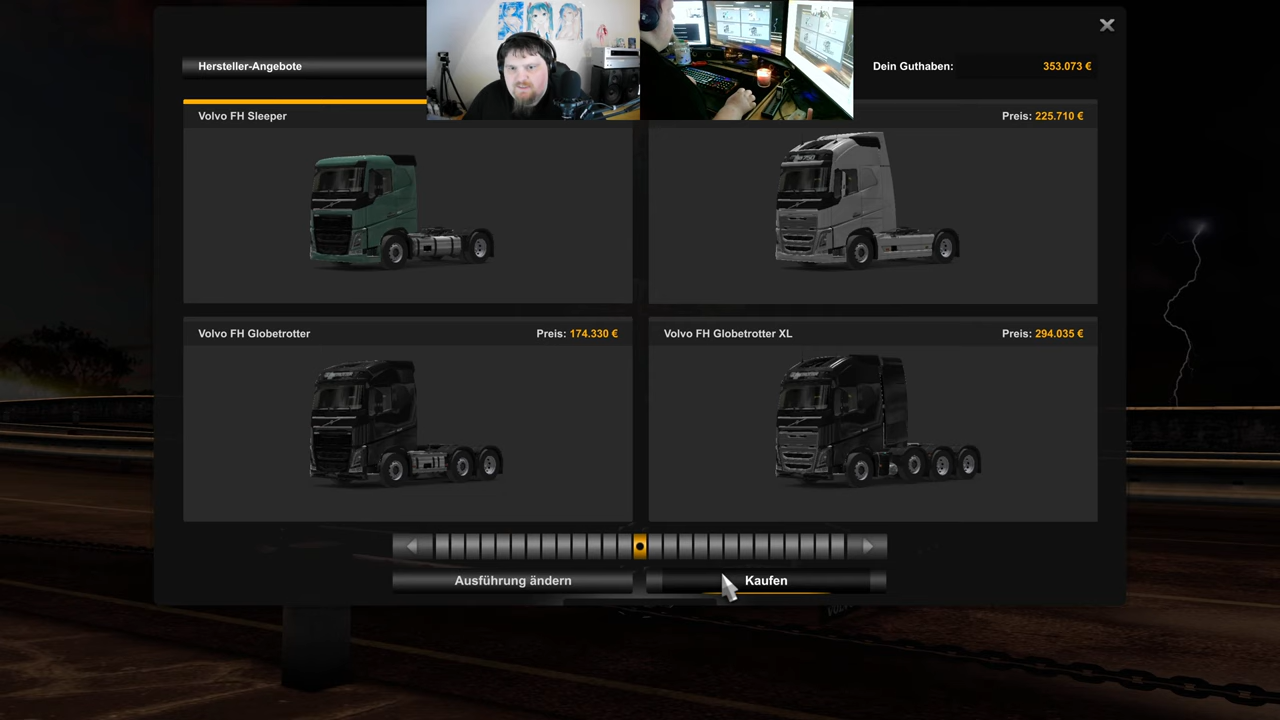 Hersteller-Angebote
Dein Guthaben: 353.073 €
Volvo FH Sleeper
Preis: 225.710 €
Volvo FH Globetrotter Preis: 174.330 €
Volvo FH Globetrotter XL Preis: 294.035 €
Ausführung ändern
Kaufen